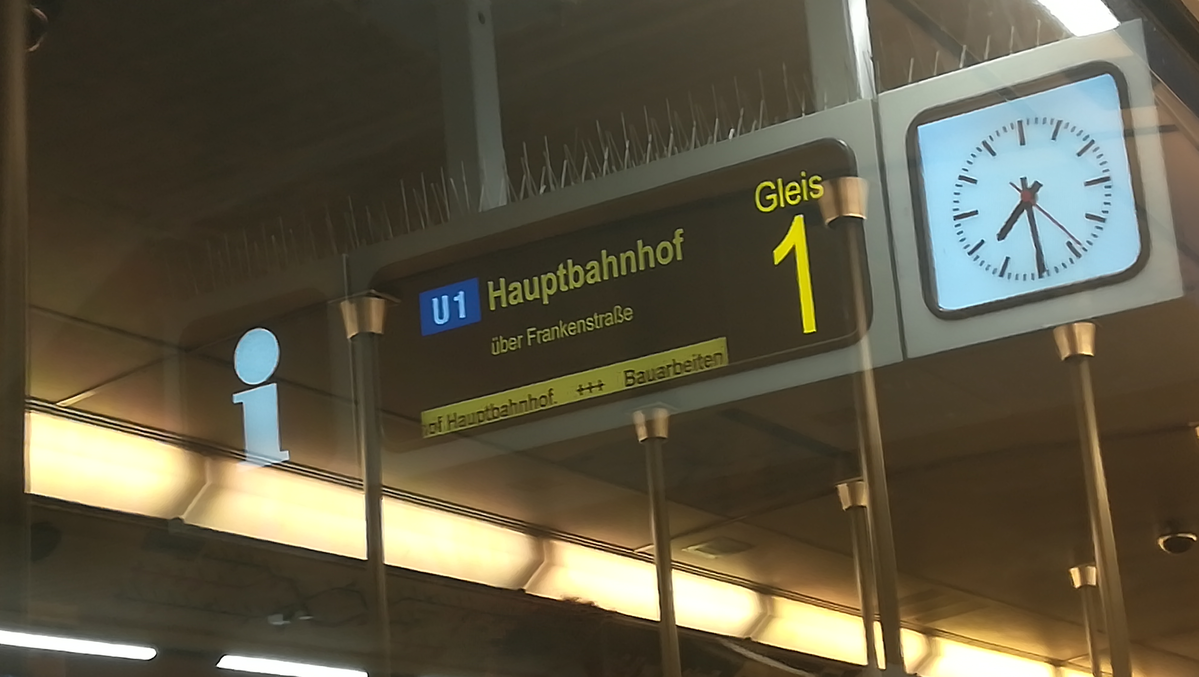 Gleis
1
U1 Hauptbahnhof
über Frankenstraße
of Hauptbahnhof. +++ Bauarbeiten
i